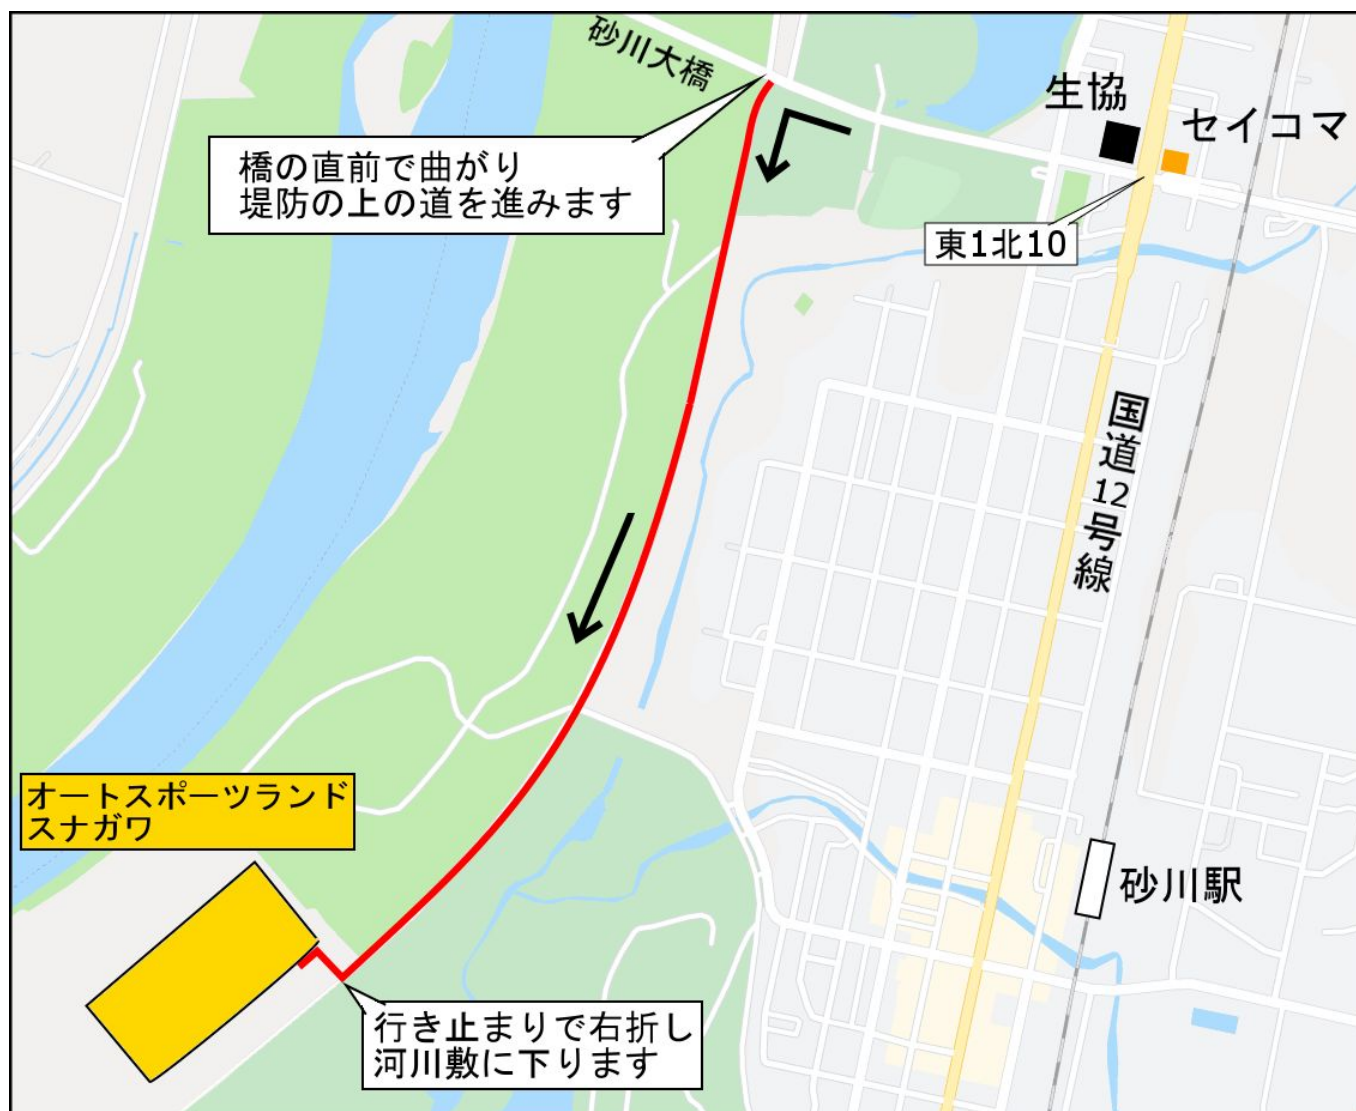 砂川大橋
生協
セイコマ
橋の直前で曲がり
堤防の上の道を進みます
東1北10
国道12号線
オートスポーツランド
スナガワ
砂川駅
行き止まりで右折し
河川敷に下ります